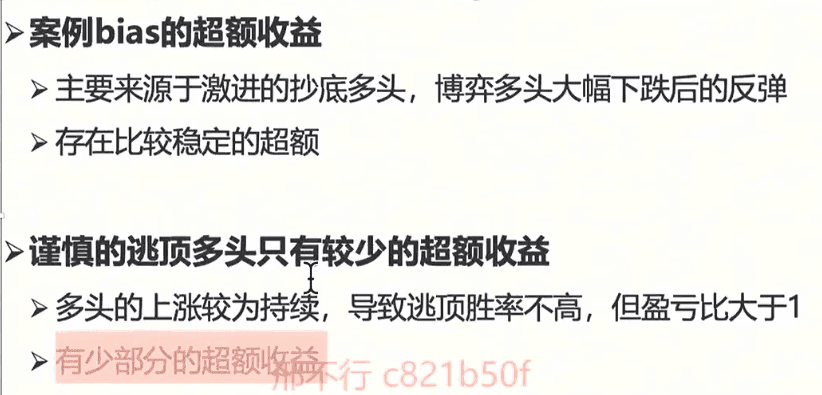 ➢案例bias的超额收益
➢主要来源于激进的抄底多头，博弈多头大幅下跌后的反弹
➢存在比较稳定的超额
➢谨慎的逃顶多头只有较少的超额收益
➢多头的上涨较为持续，导致逃顶胜率不高，但盈亏比大于1
➢有少部分的超额收益
邢不行 c821b50f